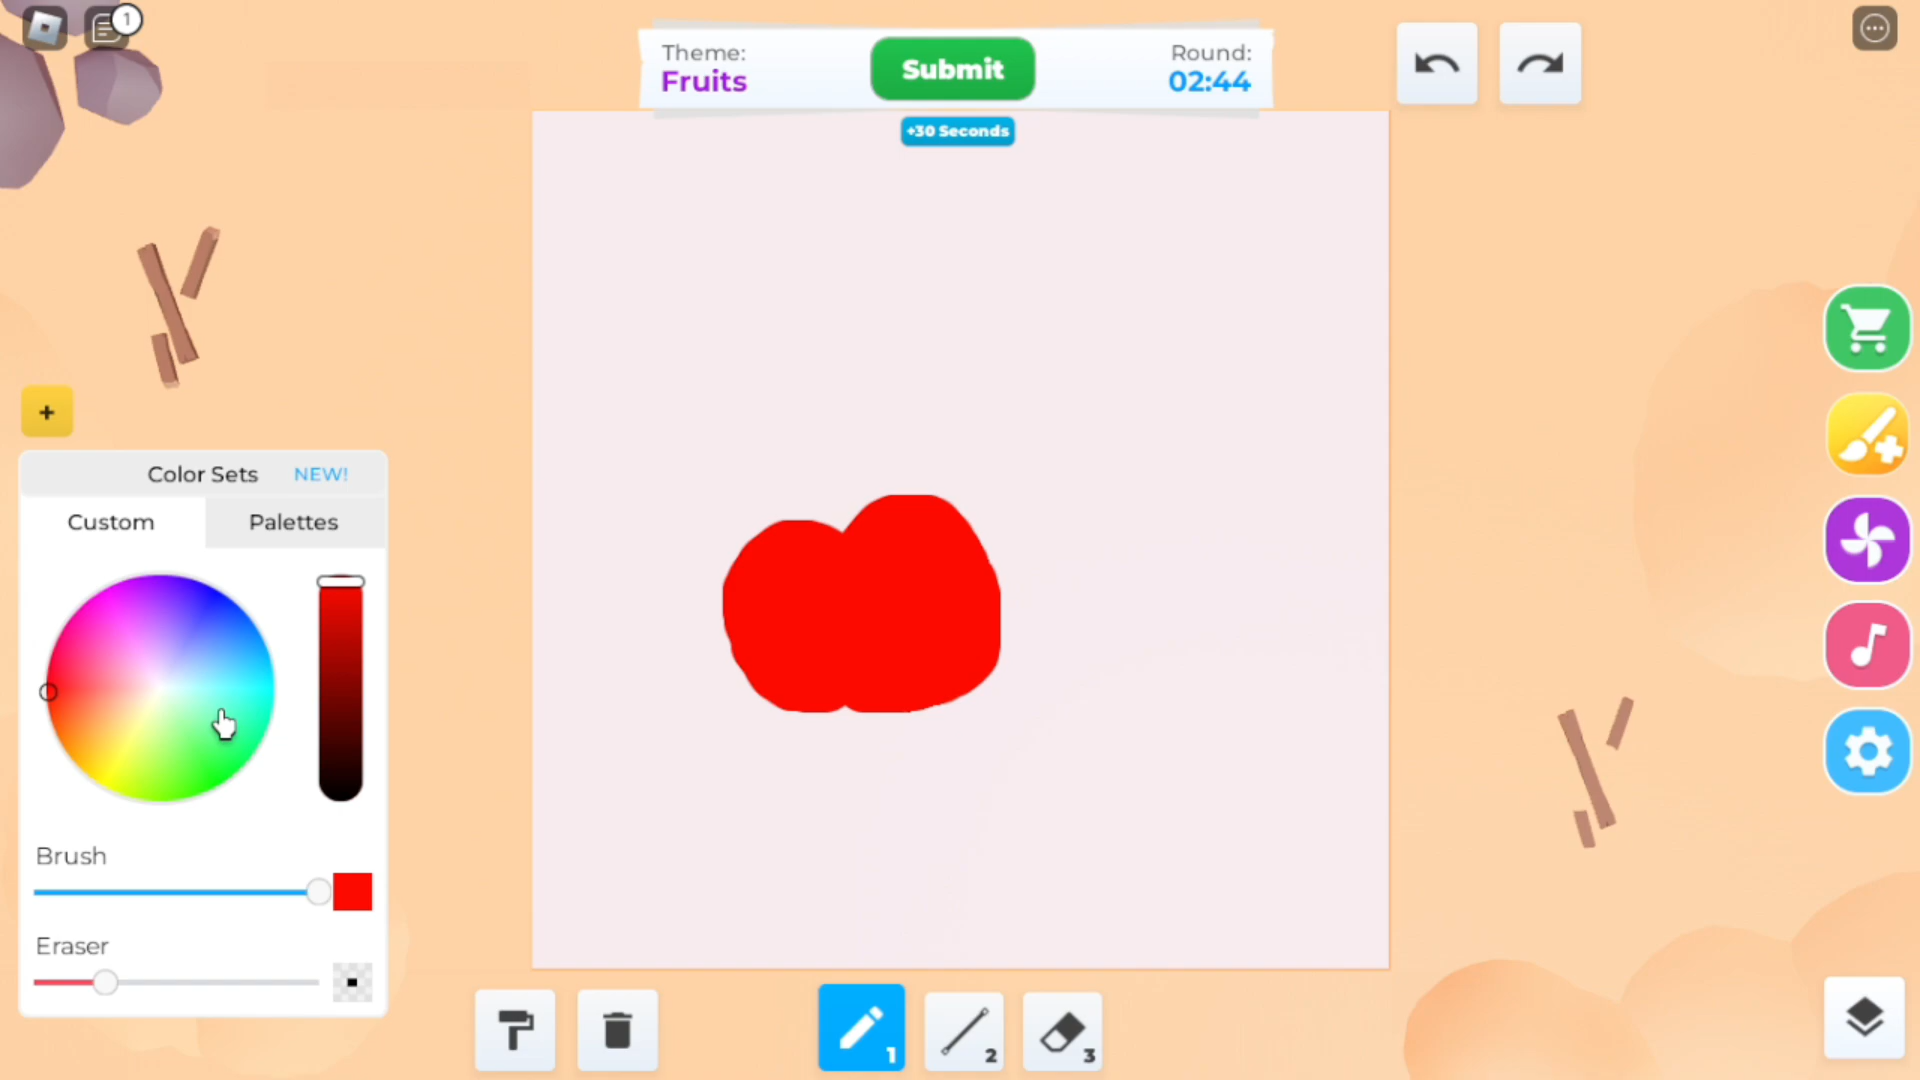 1
Theme:
Fruits
Submit
Round:
02:44
+30 Seconds
+
Color Sets NEW!
Custom Palettes
Brush
Eraser
1
2
3